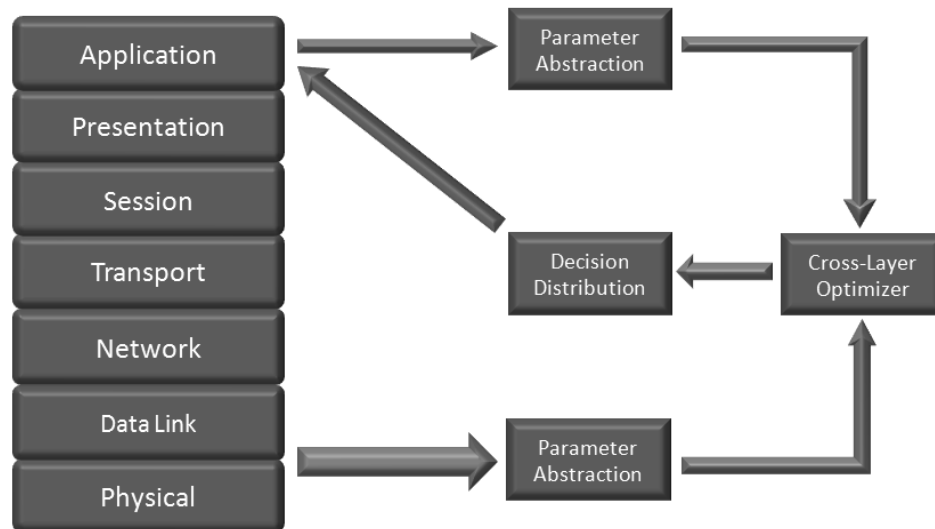 Application
Presentation
Session
Transport
Network
Data Link
Physical
Parameter
Abstraction
Decision
Distribution
Cross-Layer
Optimizer
Parameter
Abstraction